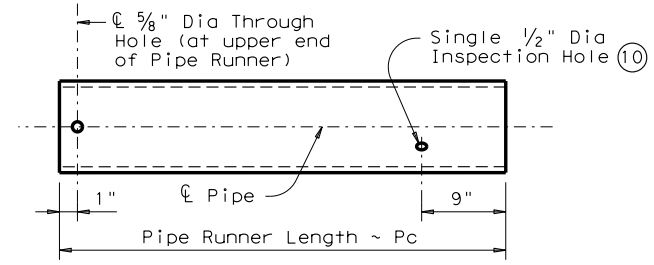 ℄ 5/8" Dia Through
Hole (at upper end
of Pipe Runner)
Single 1/2" Dia
Inspection Hole 10
℄ Pipe
1"
9"
Pipe Runner Length ~ Pc